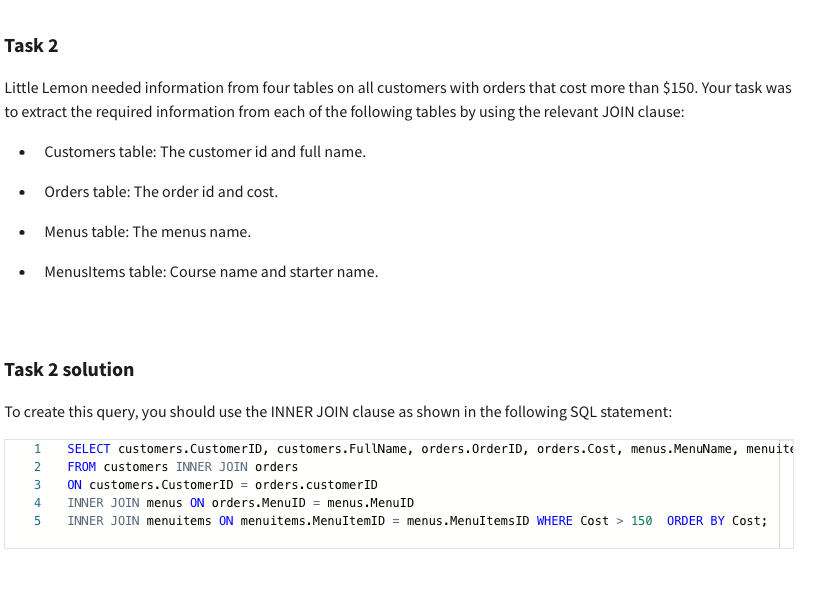 Task 2
Little Lemon needed information from four tables on all customers with orders that cost more than $150. Your task was
to extract the required information from each of the following tables by using the relevant JOIN clause:
• Customers table: The customer id and full name.
• Orders table: The order id and cost.
• Menus table: The menus name.
• MenusItems table: Course name and starter name.
Task 2 solution
To create this query, you should use the INNER JOIN clause as shown in the following SQL statement:
1 SELECT customers.CustomerID, customers.FullName, orders.OrderID, orders.Cost, menus.MenuName, menuite
2 FROM customers INNER JOIN orders
3 ON customers.CustomerID = orders.customerID
4 INNER JOIN menus ON orders.MenuID = menus.MenuID
5 INNER JOIN menuitems ON menuitems.MenuItemID = menus.MenuItemsID WHERE Cost > 150  ORDER BY Cost;